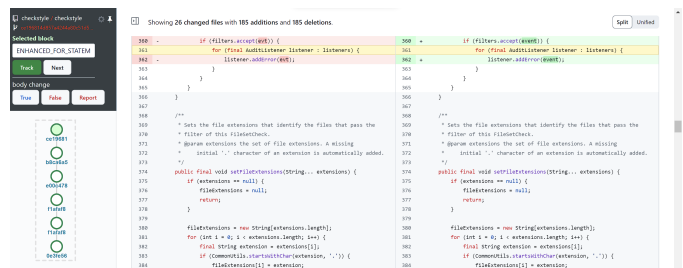 checkstyle / checkstyle
Selected block
ENHANCED_FOR_STATEM
Track Next
body change
True False Report
ce19681
b8ca8a5
e00c478
f1afaf8
f1afaf8
0e3fe56
Showing 26 changed files with 185 additions and 185 deletions.
Split Unified
360 - if (filters.accept(evt)) {
361 for (final AuditListener listener : listeners) {
362 - listener.addError(evt);
363 }
364 }
365 }
366 }
367
368 /**
369 * Sets the file extensions that identify the files that pass the
370 * filter of this FileSetCheck.
371 * @param extensions the set of file extensions. A missing
372 * initial '.' character of an extension is automatically added.
373 */
374 public final void setFileExtensions(String... extensions) {
375 if (extensions == null) {
376 fileExtensions = null;
377 return;
378 }
379
380 fileExtensions = new String[extensions.length];
381 for (int i = 0; i < extensions.length; i++) {
382 final String extension = extensions[i];
383 if (CommonUtils.startsWithChar(extension, '.')) {
384 fileExtensions[i] = extension;
360 + if (filters.accept(event)) {
361 for (final AuditListener listener : listeners) {
362 + listener.addError(event);
363 }
364 }
365 }
366 }
367
368 /**
369 * Sets the file extensions that identify the files that pass the
370 * filter of this FileSetCheck.
371 * @param extensions the set of file extensions. A missing
372 * initial '.' character of an extension is automatically added.
373 */
374 public final void setFileExtensions(String... extensions) {
375 if (extensions == null) {
376 fileExtensions = null;
377 return;
378 }
379
380 fileExtensions = new String[extensions.length];
381 for (int i = 0; i < extensions.length; i++) {
382 final String extension = extensions[i];
383 if (CommonUtils.startsWithChar(extension, '.')) {
384 fileExtensions[i] = extension;